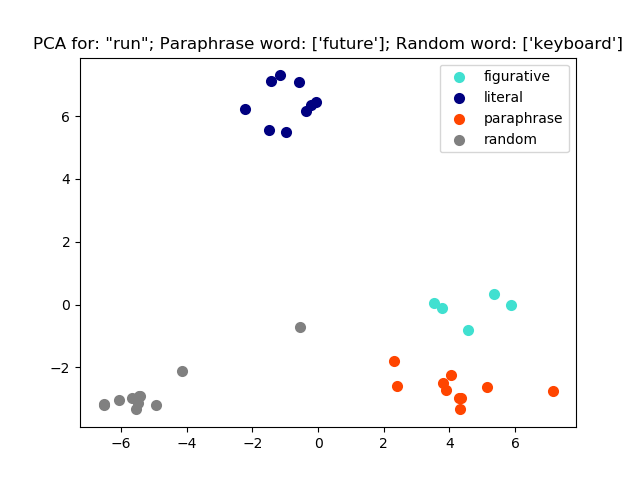 PCA for: "run"; Paraphrase word: ['future']; Random word: ['keyboard']
figurative
literal
paraphrase
random
6
4
2
0
−2
−6
−4
−2
0
2
4
6